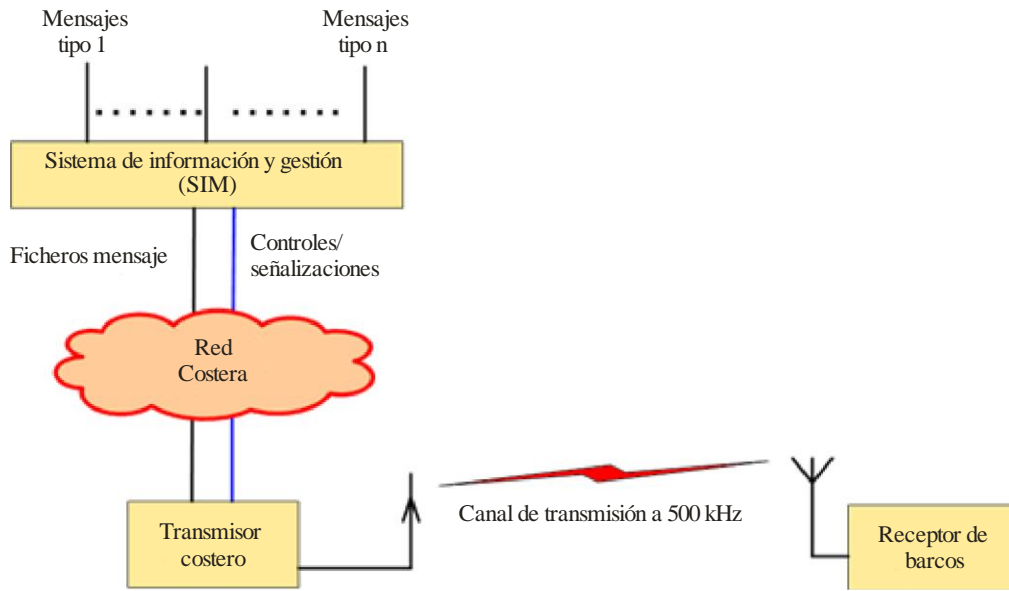 Mensajes
tipo 1
Mensajes
tipo n
Sistema de información y gestión
(SIM)
Ficheros mensaje
Controles/
señalizaciones
Red
Costera
Transmisor
costero
Canal de transmisión a 500 kHz
Receptor de
barcos